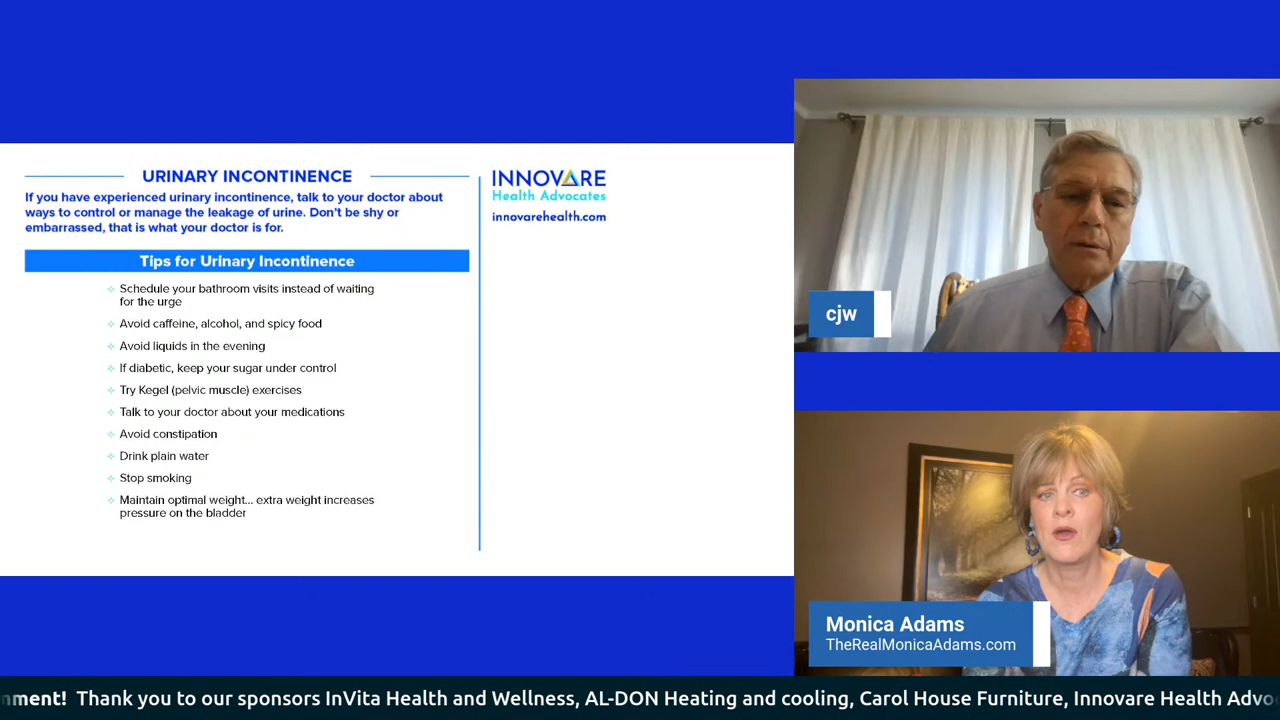 URINARY INCONTINENCE
If you have experienced urinary incontinence, talk to your doctor about
ways to control or manage the leakage of urine. Don't be shy or
embarrassed, that is what your doctor is for.
Tips for Urinary Incontinence
Schedule your bathroom visits instead of waiting
for the urge
Avoid caffeine, alcohol, and spicy food
Avoid liquids in the evening
If diabetic, keep your sugar under control
Try Kegel (pelvic muscle) exercises
Talk to your doctor about your medications
Avoid constipation
Drink plain water
Stop smoking
Maintain optimal weight... extra weight increases
pressure on the bladder
INNOVARE
Health Advocates
innovarehealth.com
cjw
Monica Adams
TheRealMonicaAdams.com
nment! Thank you to our sponsors InVita Health and Wellness, AL-DON Heating and cooling, Carol House Furniture, Innovare Health Advo